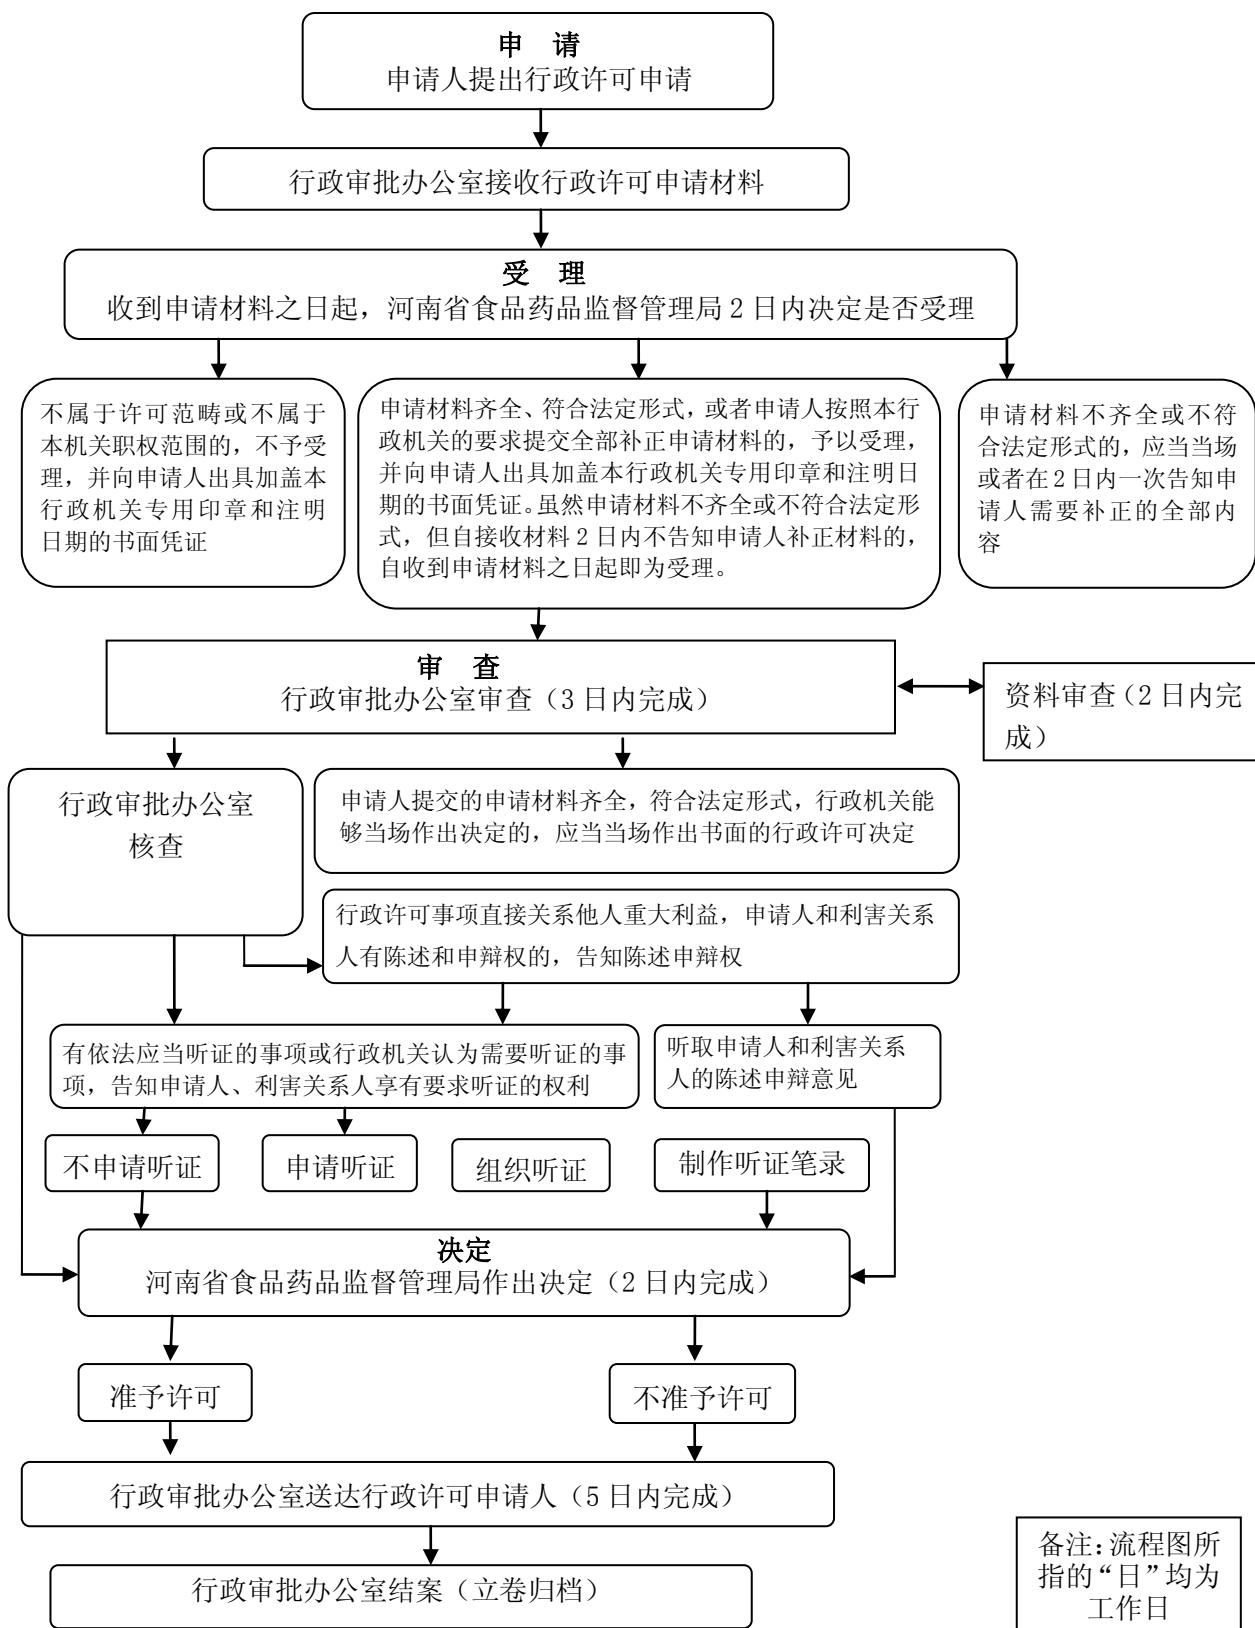 申 请
申请人提出行政许可申请
行政审批办公室接收行政许可申请材料
受 理
收到申请材料之日起，河南省食品药品监督管理局 2 日内决定是否受理
不属于许可范畴或不属于
本机关职权范围的，不予受
理，并向申请人出具加盖本
行政机关专用印章和注明
日期的书面凭证
申请材料齐全、符合法定形式，或者申请人按照本行
政机关的要求提交全部补正申请材料的，予以受理，
并向申请人出具加盖本行政机关专用印章和注明日
期的书面凭证。虽然申请材料不齐全或不符合法定形
式，但自接收材料 2 日内不告知申请人补正材料的，
自收到申请材料之日起即为受理。
申请材料不齐全或不符
合法定形式的，应当当场
或者在 2 日内一次告知申
请人需要补正的全部内
容
审 查
行政审批办公室审查（3 日内完成）
资料审查（2 日内完
成）
行政审批办公室
核查
申请人提交的申请材料齐全，符合法定形式，行政机关能
够当场作出决定的，应当当场作出书面的行政许可决定
行政许可事项直接关系他人重大利益，申请人和利害关系
人有陈述和申辩权的，告知陈述申辩权
有依法应当听证的事项或行政机关认为需要听证的事
项，告知申请人、利害关系人享有要求听证的权利
听取申请人和利害关系
人的陈述申辩意见
不申请听证
申请听证
组织听证
制作听证笔录
决定
河南省食品药品监督管理局作出决定（2 日内完成）
准予许可
不准予许可
行政审批办公室送达行政许可申请人（5 日内完成）
行政审批办公室结案（立卷归档）
备注：流程图所
指的“日”均为
工作日